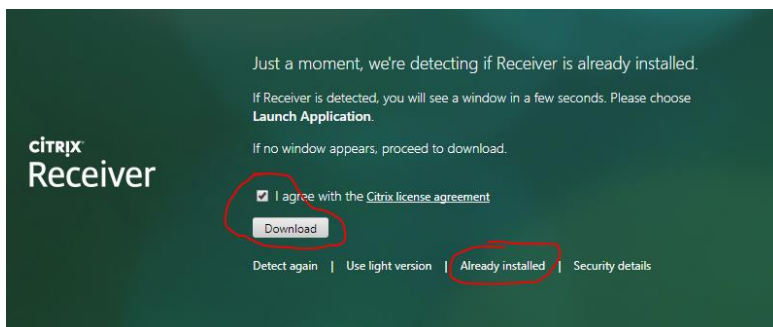 Just a moment, we're detecting if Receiver is already installed.
If Receiver is detected, you will see a window in a few seconds. Please choose
Launch Application.
If no window appears, proceed to download.
CİTRIX
Receiver
I agree with the Citrix license agreement
Download
Detect again | Use light version | Already installed | Security details